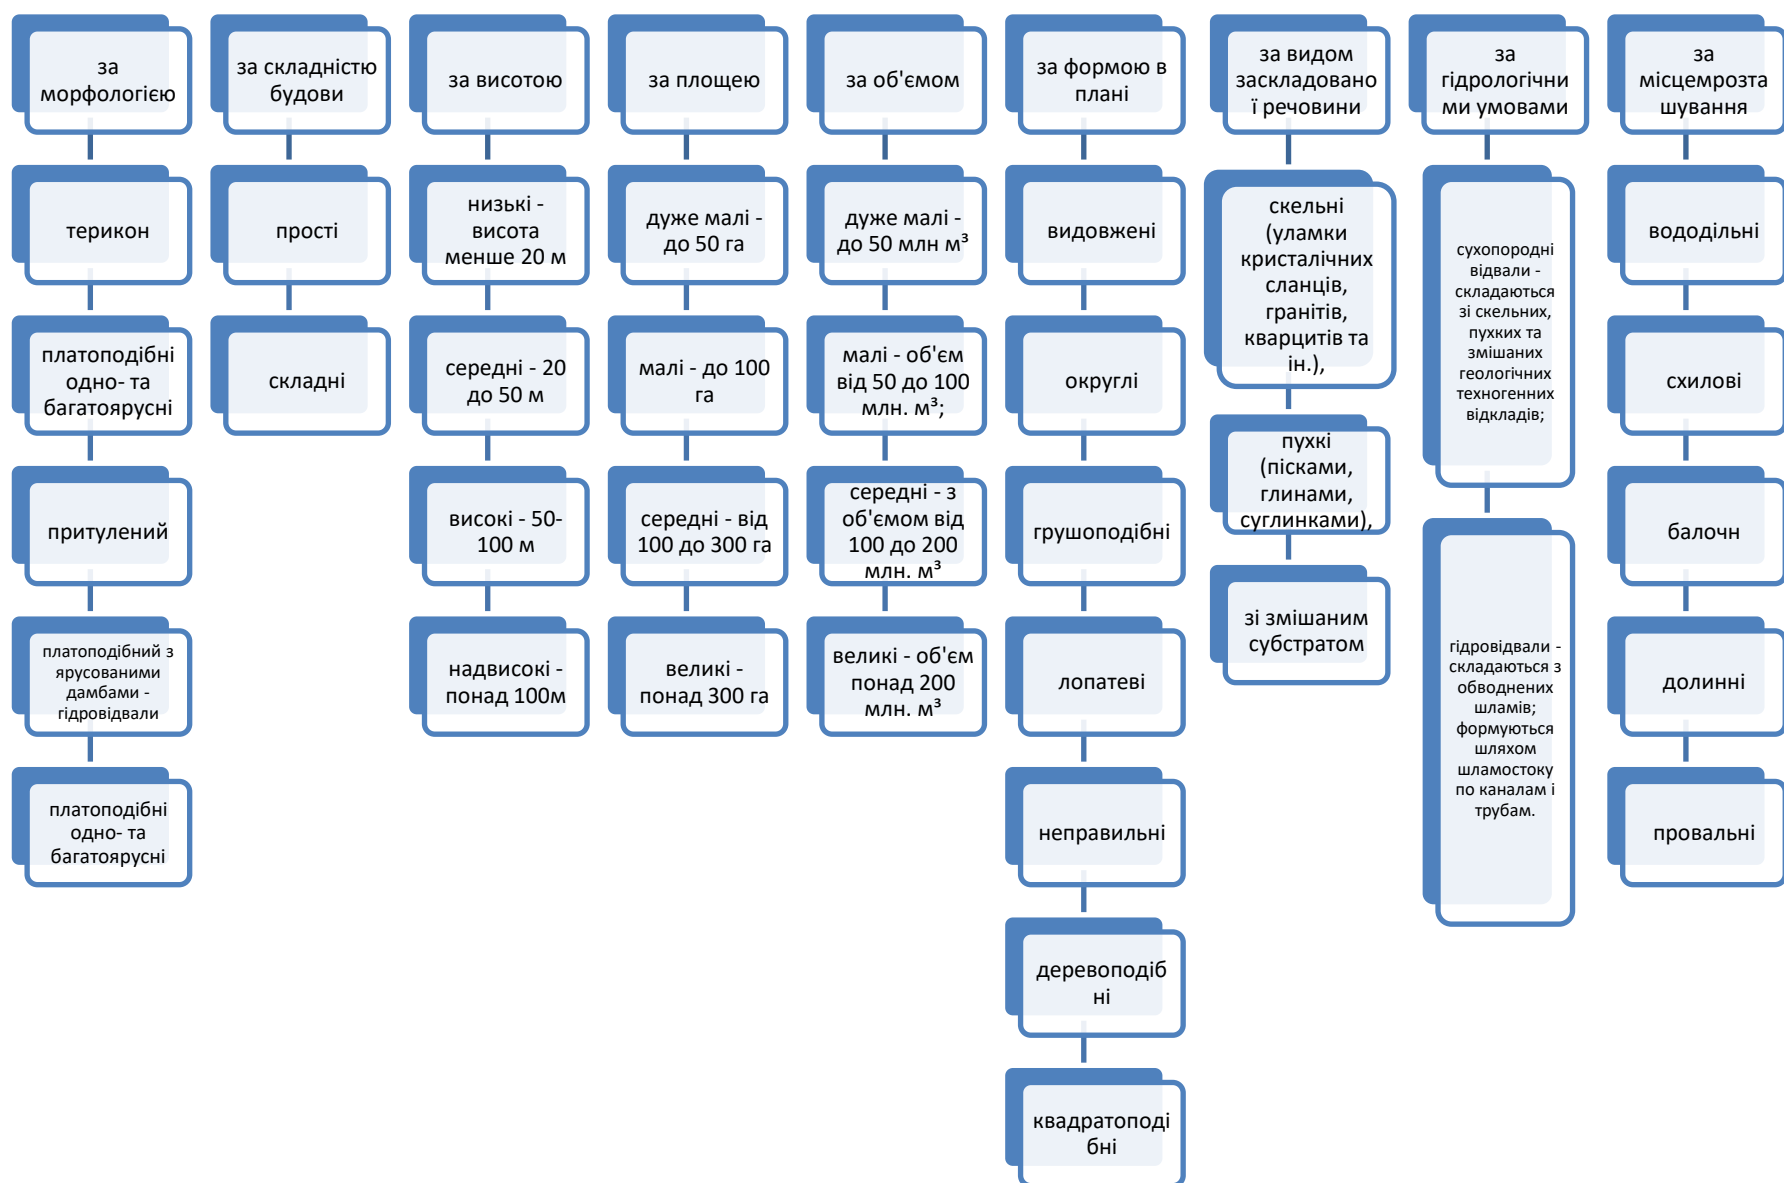 за
морфологією
терикон
платоподібні
одно- та
багатоярусні
притулений
платоподібний з
ярусованими
дамбами -
гідровідвали
платоподібні
одно- та
багатоярусні
за складністю
будови
прості
складні
за висотою
низькі -
висота
менше 20 м
середні - 20
до 50 м
високі - 50-
100 м
надвисокі -
понад 100м
за площею
дуже малі -
до 50 га
малі - до 100
га
середні - від
100 до 300 га
великі -
понад 300 га
за об'ємом
дуже малі -
до 50 млн м³
малі - об'єм
від 50 до 100
млн. м³;
середні - з
об'ємом від
100 до 200
млн. м³
великі - об'єм
понад 200
млн. м³
за формою в
плані
видовжені
округлі
грушоподібні
лопатеві
неправильні
деревоподіб
ні
квадратоподі
бні
за видом
заскладовано
ї речовини
скельні
(уламки
кристалічних
сланців,
гранітів,
кварцитів та
ін.),
пухкі
(пісками,
глинами,
суглинками),
зі змішаним
субстратом
за
гідрологічни
ми умовами
сухопородні
відвали -
складаються
зі скельних,
пухких та
змішаних
геологічних
техногенних
відкладів;
гідровідвали -
складаються з
обводнених
шламів;
формуються
шляхом
шламостоку
по каналам і
трубам.
за
місцемрозта
шування
вододільні
схилові
балочн
долинні
провальні